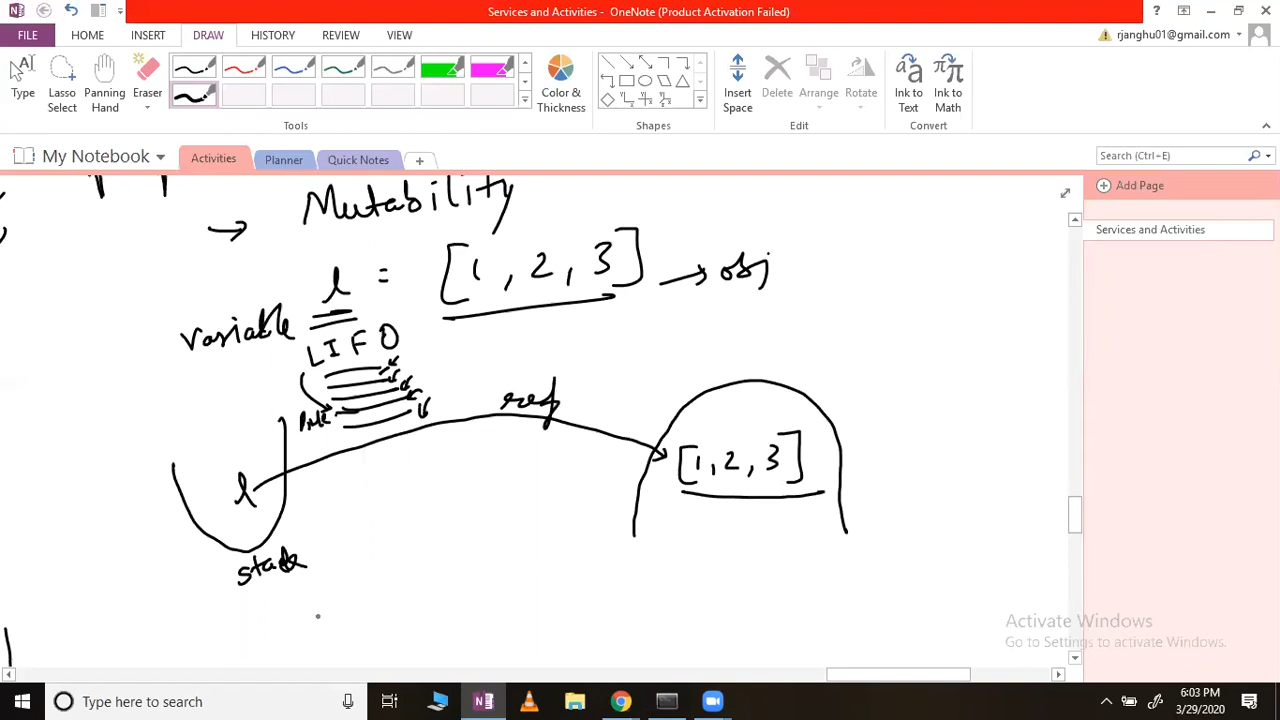 Services and Activities - OneNote (Product Activation Failed)
FILE HOME INSERT DRAW HISTORY REVIEW VIEW
rjanghu01@gmail.com
Type
Lasso Select
Panning Hand
Eraser
Color & Thickness
Insert Space
Delete
Arrange
Rotate
Ink to Text
Ink to Math
Tools
Shapes
Edit
Convert
My Notebook
Activities
Planner
Quick Notes
Search (Ctrl+E)
Add Page
Services and Activities
→ Mutability
l = [1, 2, 3] → obj
variable
LIFO
ref
[1, 2, 3]
l
stack
Activate Windows
Go to Settings to activate Windows.
Type here to search
6:03 PM
3/29/2020